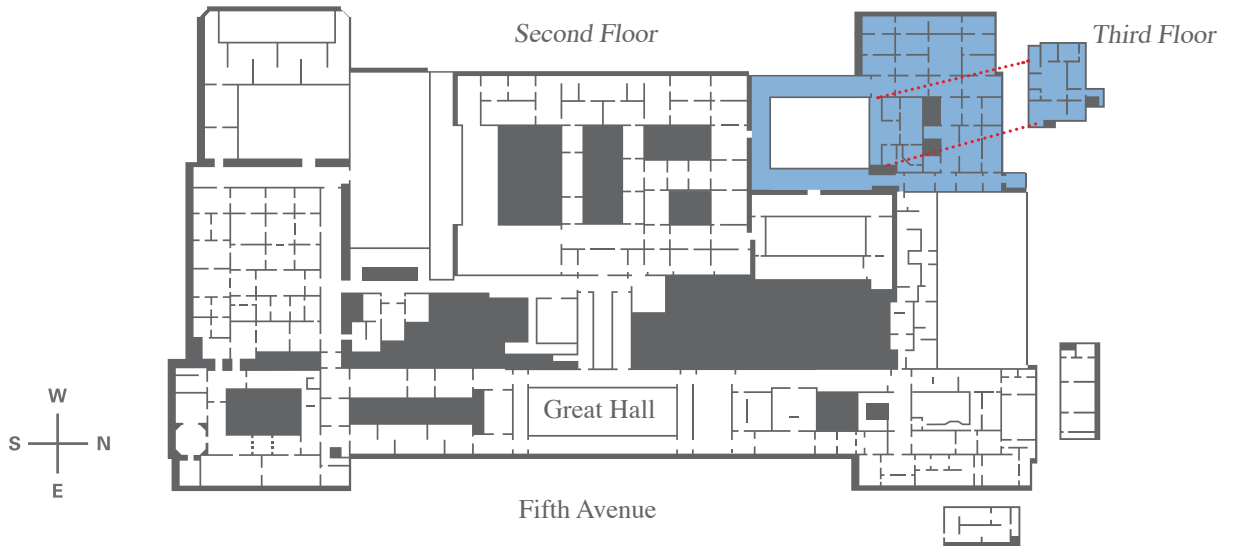 Second Floor
Third Floor
Great Hall
W
S
N
E
Fifth Avenue